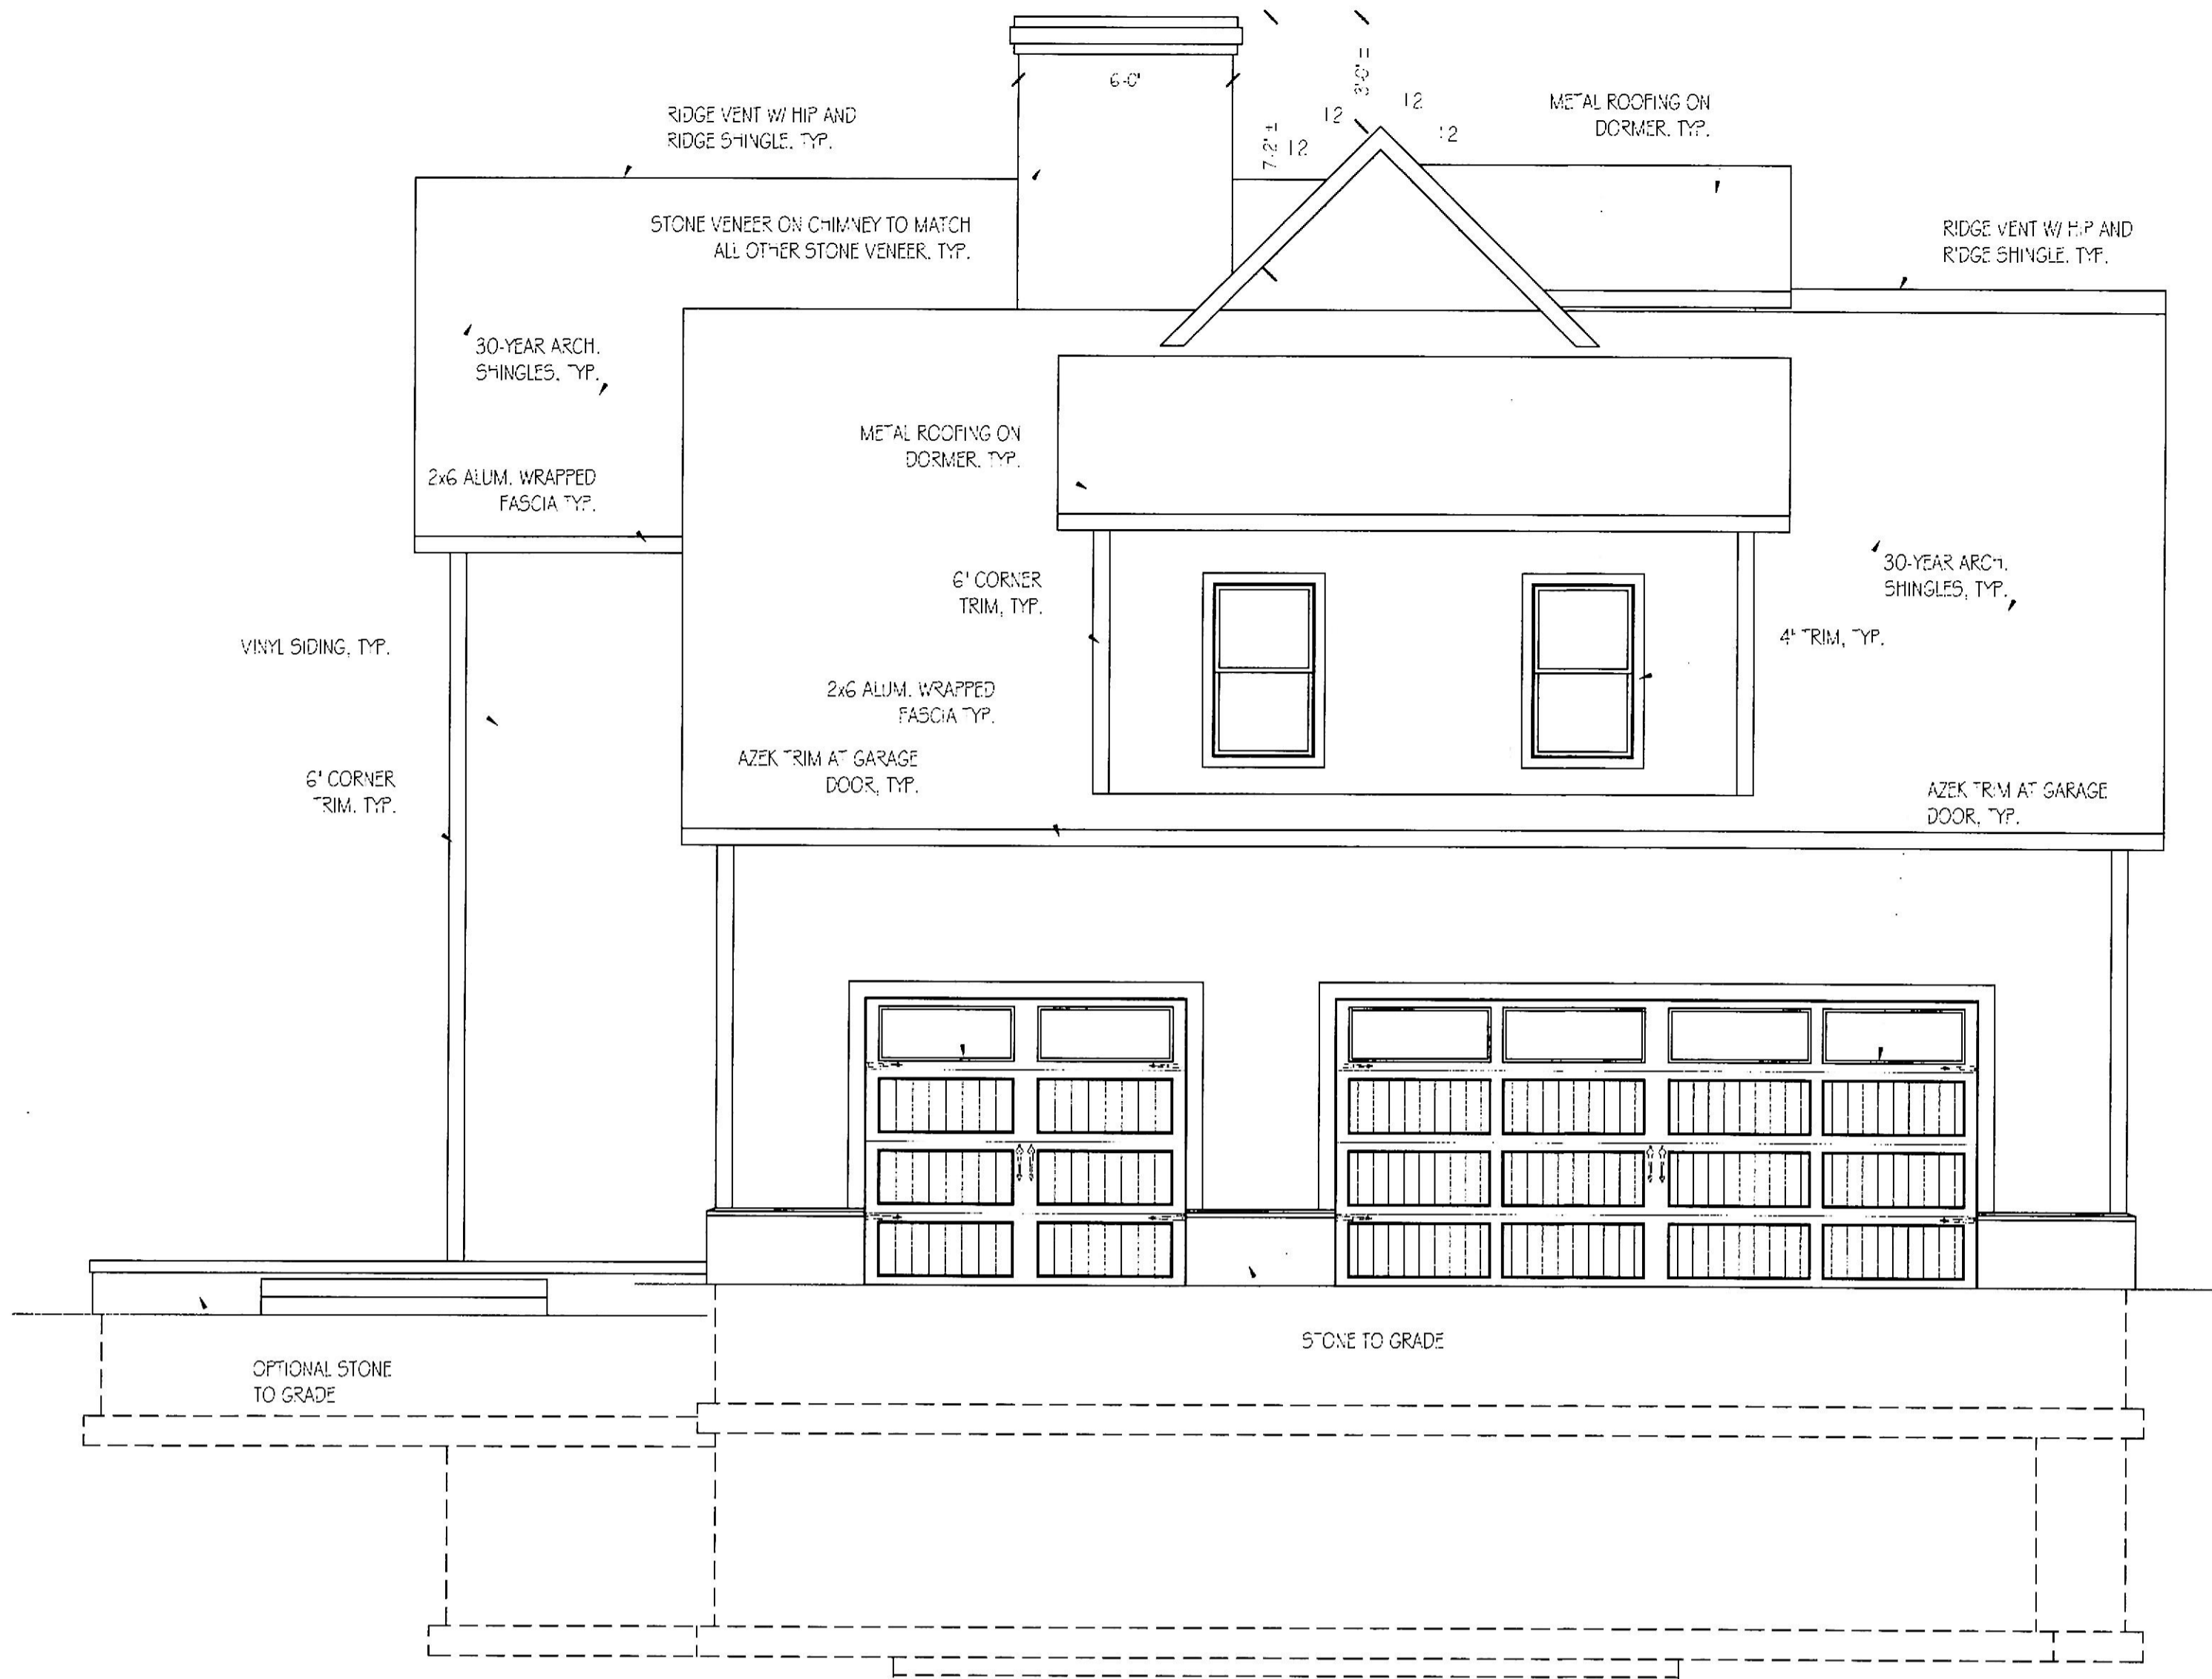 6'-0"
3'-0" ±
7'-2" ±
12
12
12
12
RIDGE VENT W/ HIP AND
RIDGE SHINGLE, TYP.
METAL ROOFING ON
DORMER, TYP.
STONE VENEER ON CHIMNEY TO MATCH
ALL OTHER STONE VENEER, TYP.
RIDGE VENT W/ HIP AND
RIDGE SHINGLE, TYP.
30-YEAR ARCH.
SHINGLES, TYP.
METAL ROOFING ON
DORMER, TYP.
2x6 ALUM. WRAPPED
FASCIA TYP.
6" CORNER
TRIM, TYP.
30-YEAR ARCH.
SHINGLES, TYP.
VINYL SIDING, TYP.
4" TRIM, TYP.
2x6 ALUM. WRAPPED
FASCIA TYP.
AZEK TRIM AT GARAGE
DOOR, TYP.
6" CORNER
TRIM, TYP.
AZEK TRIM AT GARAGE
DOOR, TYP.
STONE TO GRADE
OPTIONAL STONE
TO GRADE